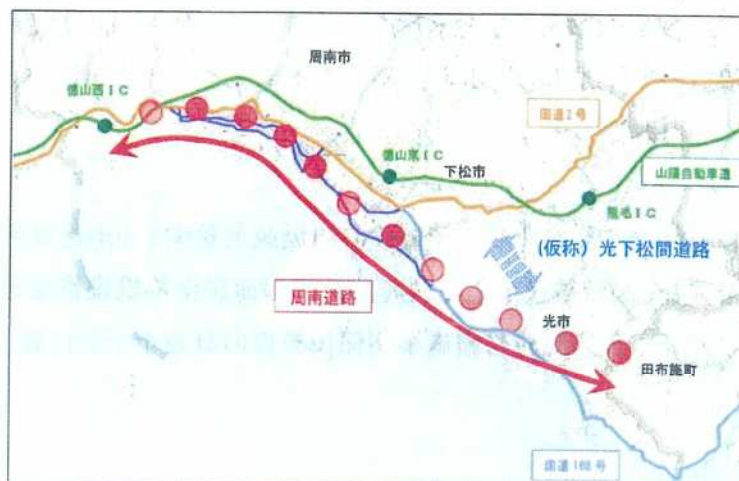 周南市
徳山西IC
国道2号
徳山東IC
下松市
山陽自動車道
熊毛IC
(仮称)光下松間道路
周南道路
光市
田布施町
国道188号